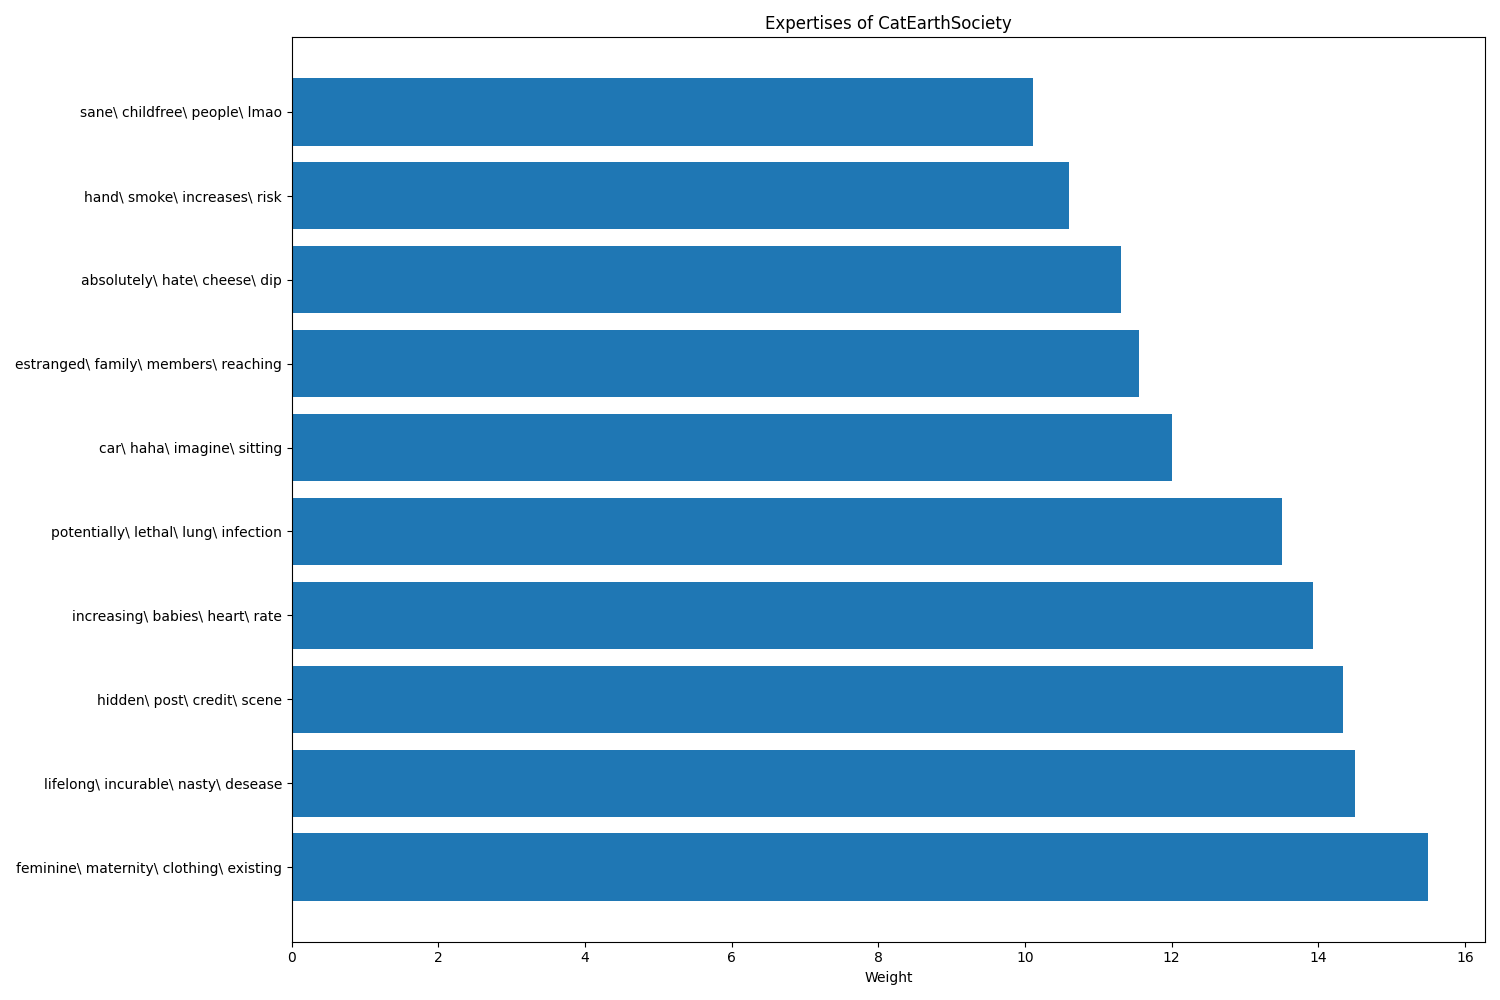 Expertises of CatEarthSociety
sane\ childfree\ people\ lmao
hand\ smoke\ increases\ risk
absolutely\ hate\ cheese\ dip
estranged\ family\ members\ reaching
car\ haha\ imagine\ sitting
potentially\ lethal\ lung\ infection
increasing\ babies\ heart\ rate
hidden\ post\ credit\ scene
lifelong\ incurable\ nasty\ desease
feminine\ maternity\ clothing\ existing
0 2 4 6 8 10 12 14 16
Weight